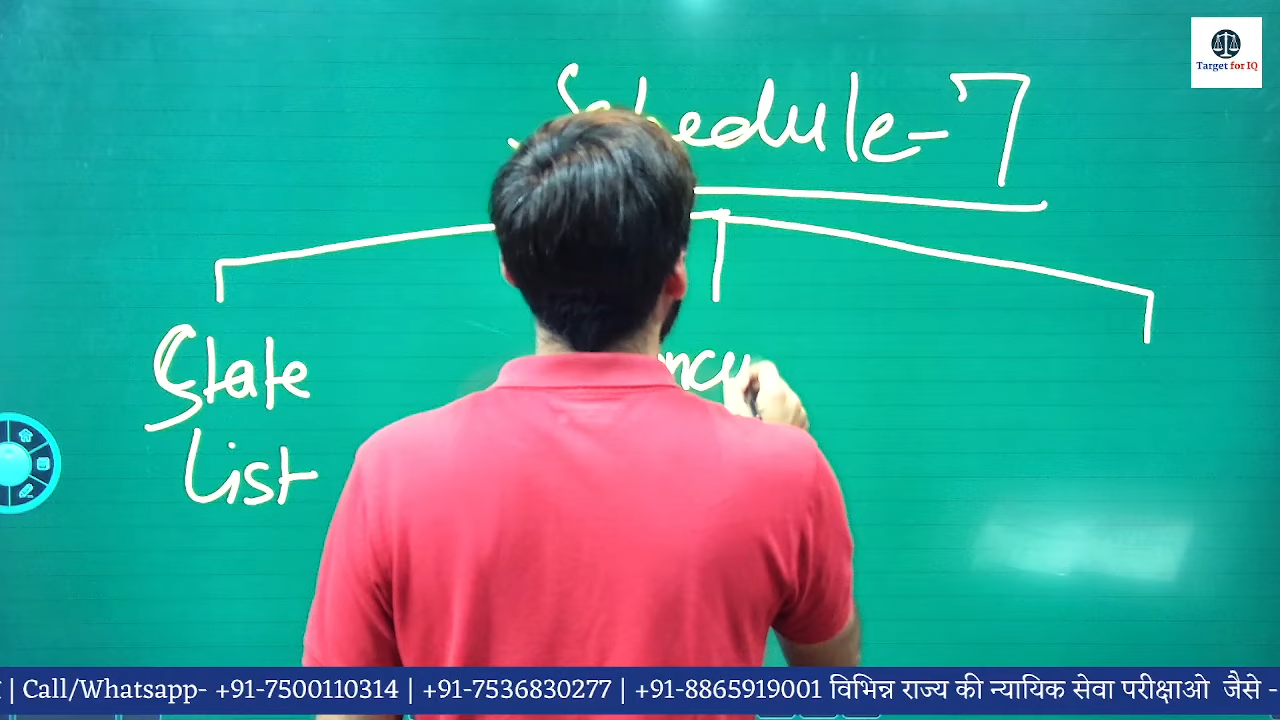 Target for IQ
Schedule-7
State
List
| Call/Whatsapp- +91-7500110314 | +91-7536830277 | +91-8865919001 विभिन्न राज्य की न्यायिक सेवा परीक्षाओ जैसे -